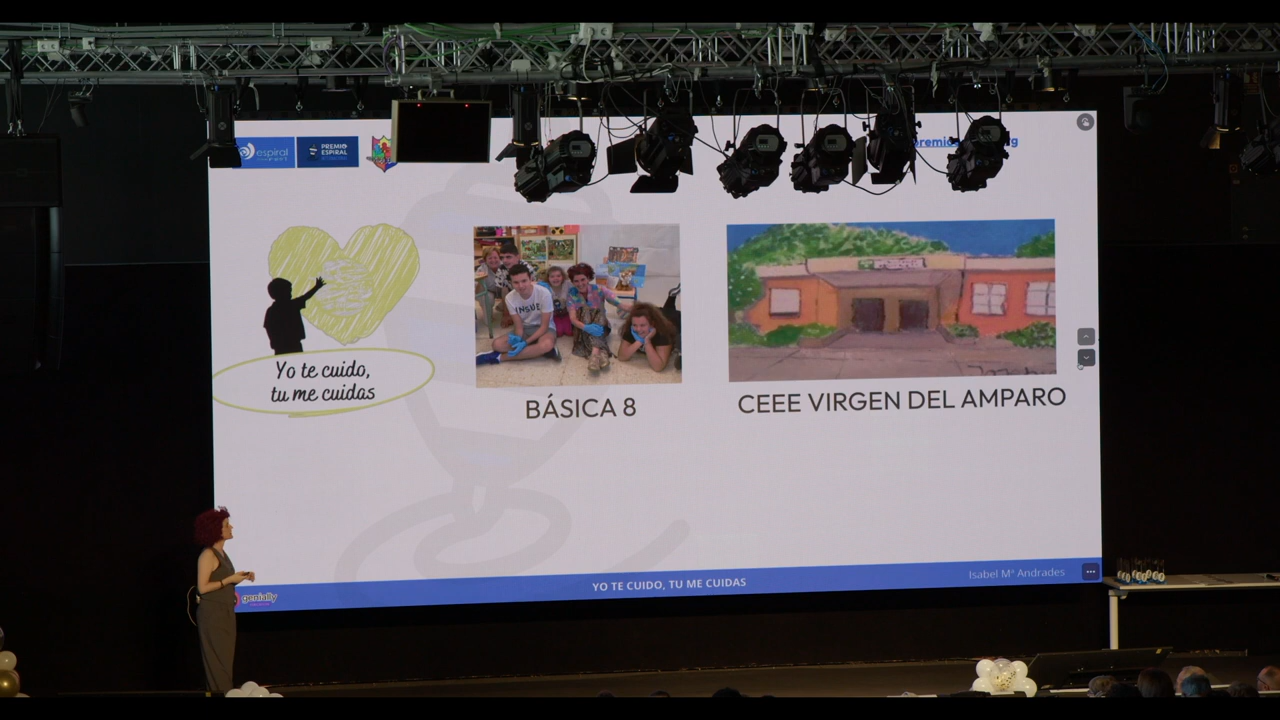 espiral
PREMIO
ESPIRAL
Yo te cuido,
tu me cuidas
BÁSICA 8
CEEE VIRGEN DEL AMPARO
YO TE CUIDO, TU ME CUIDAS
Isabel Mª Andrades
genially